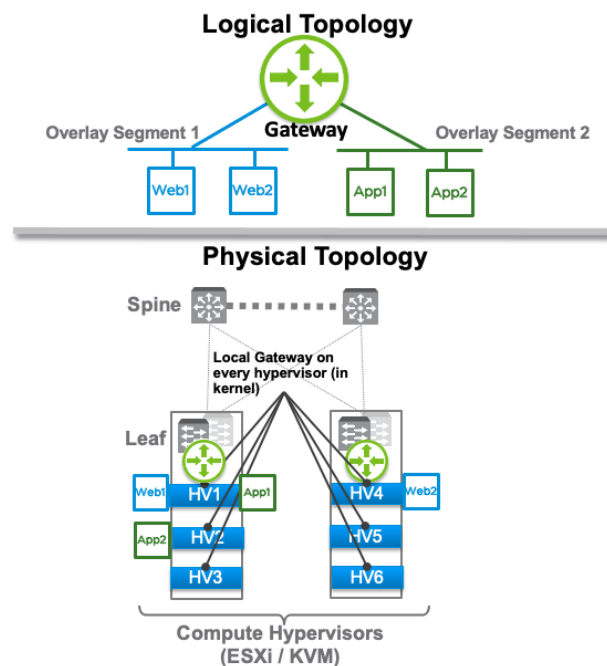 Logical Topology
Gateway
Overlay Segment 1
Overlay Segment 2
Web1
Web2
App1
App2
Physical Topology
Spine
Local Gateway on
every hypervisor (in
kernel)
Leaf
Web1
HV1
App1
HV4
Web2
App2
HV2
HV5
HV3
HV6
Compute Hypervisors
(ESXi / KVM)